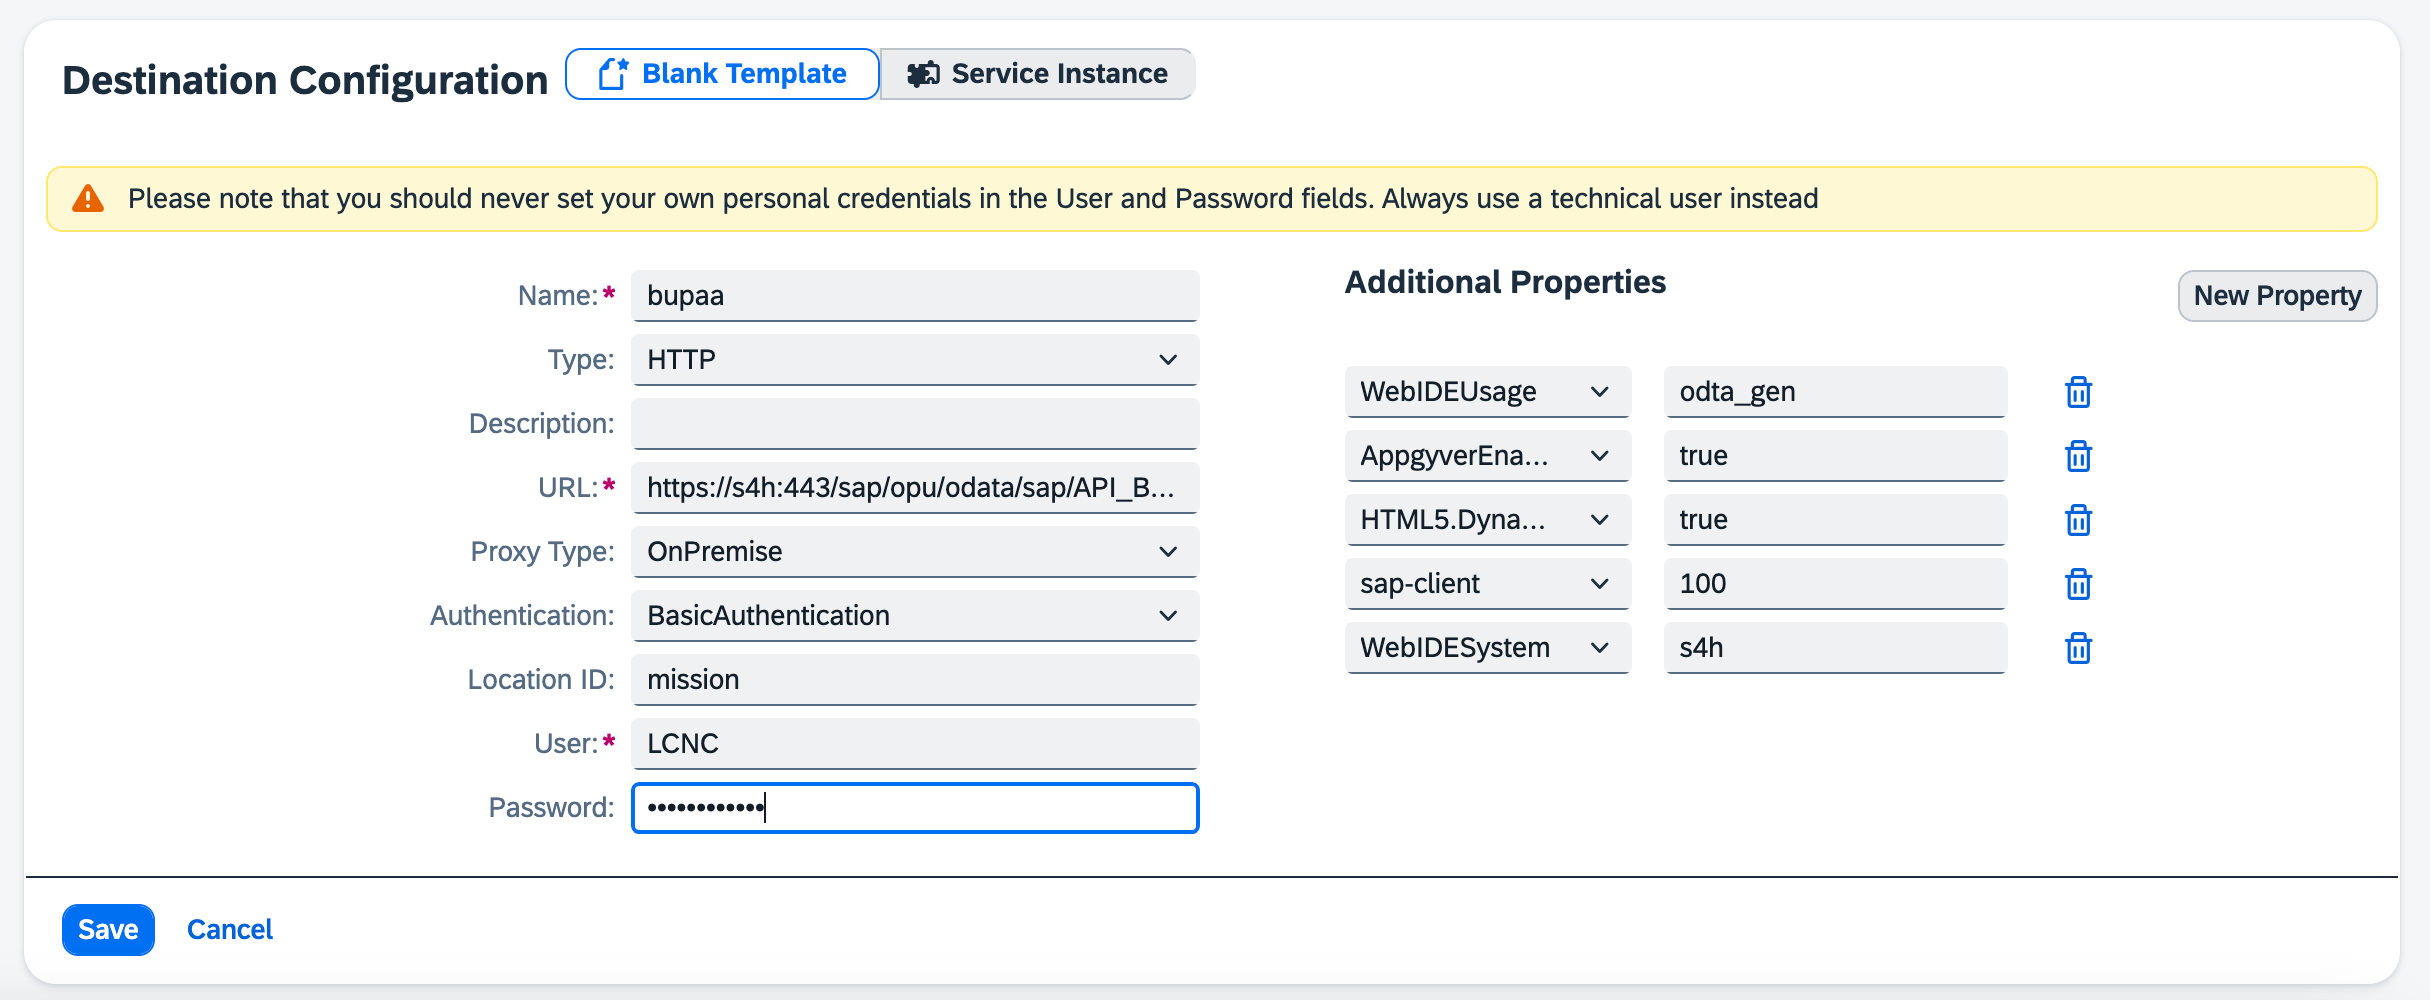 Destination Configuration
Blank Template
Service Instance
Please note that you should never set your own personal credentials in the User and Password fields. Always use a technical user instead
Name:* bupaa
Type: HTTP
Description:
URL:* https://s4h:443/sap/opu/odata/sap/API_B...
Proxy Type: OnPremise
Authentication: BasicAuthentication
Location ID: mission
User:* LCNC
Password: ••••••••••••
Additional Properties
New Property
WebIDEUsage odta_gen
AppgyverEna... true
HTML5.Dyna... true
sap-client 100
WebIDESystem s4h
Save Cancel